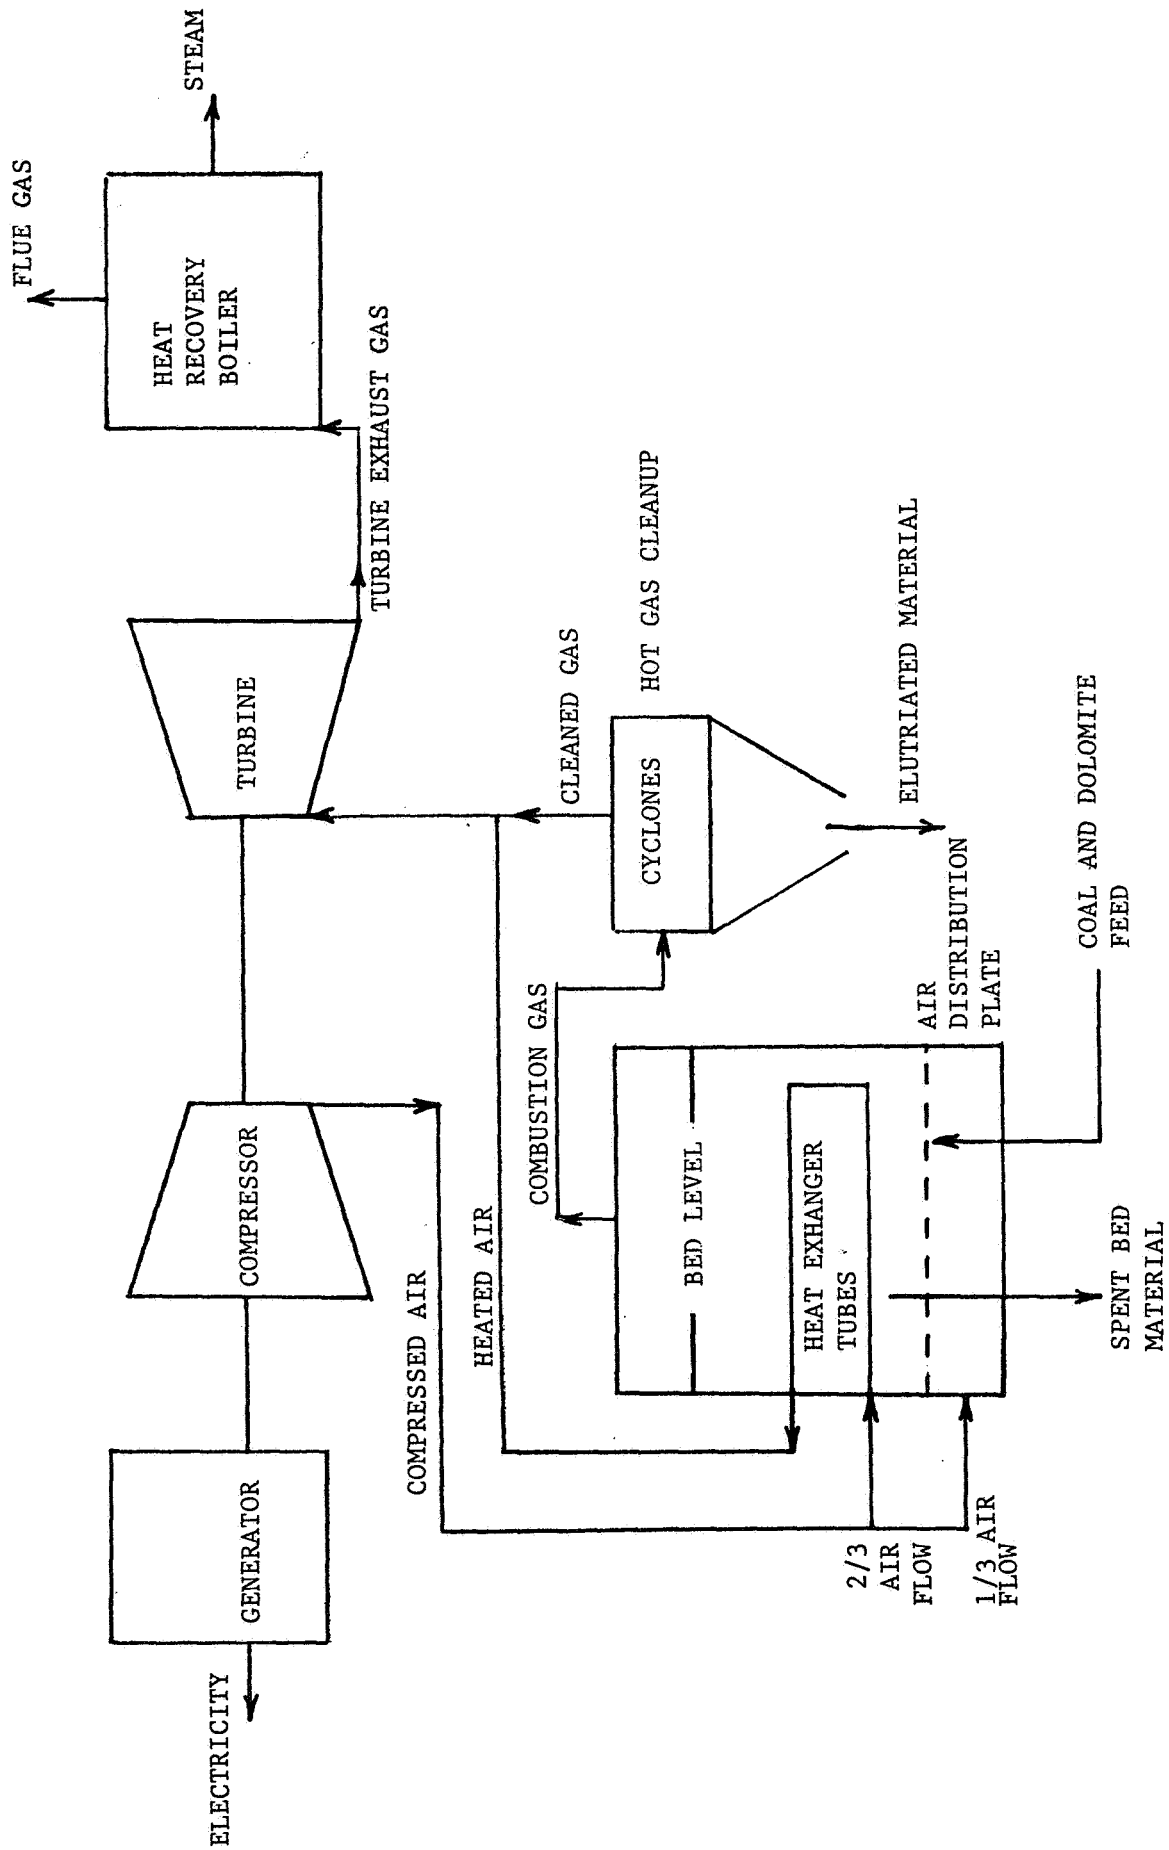 FLUE GAS
STEAM
HEAT
RECOVERY
BOILER
TURBINE EXHAUST GAS
TURBINE
COMPRESSOR
GENERATOR
ELECTRICITY
COMPRESSED AIR
HEATED AIR
COMBUSTION GAS
CLEANED GAS
HOT GAS CLEANUP
CYCLONES
ELUTRIATED MATERIAL
BED LEVEL
HEAT EXHANGER
TUBES
AIR
DISTRIBUTION
PLATE
COAL AND DOLOMITE
FEED
SPENT BED
MATERIAL
2/3
AIR
FLOW
1/3 AIR
FLOW